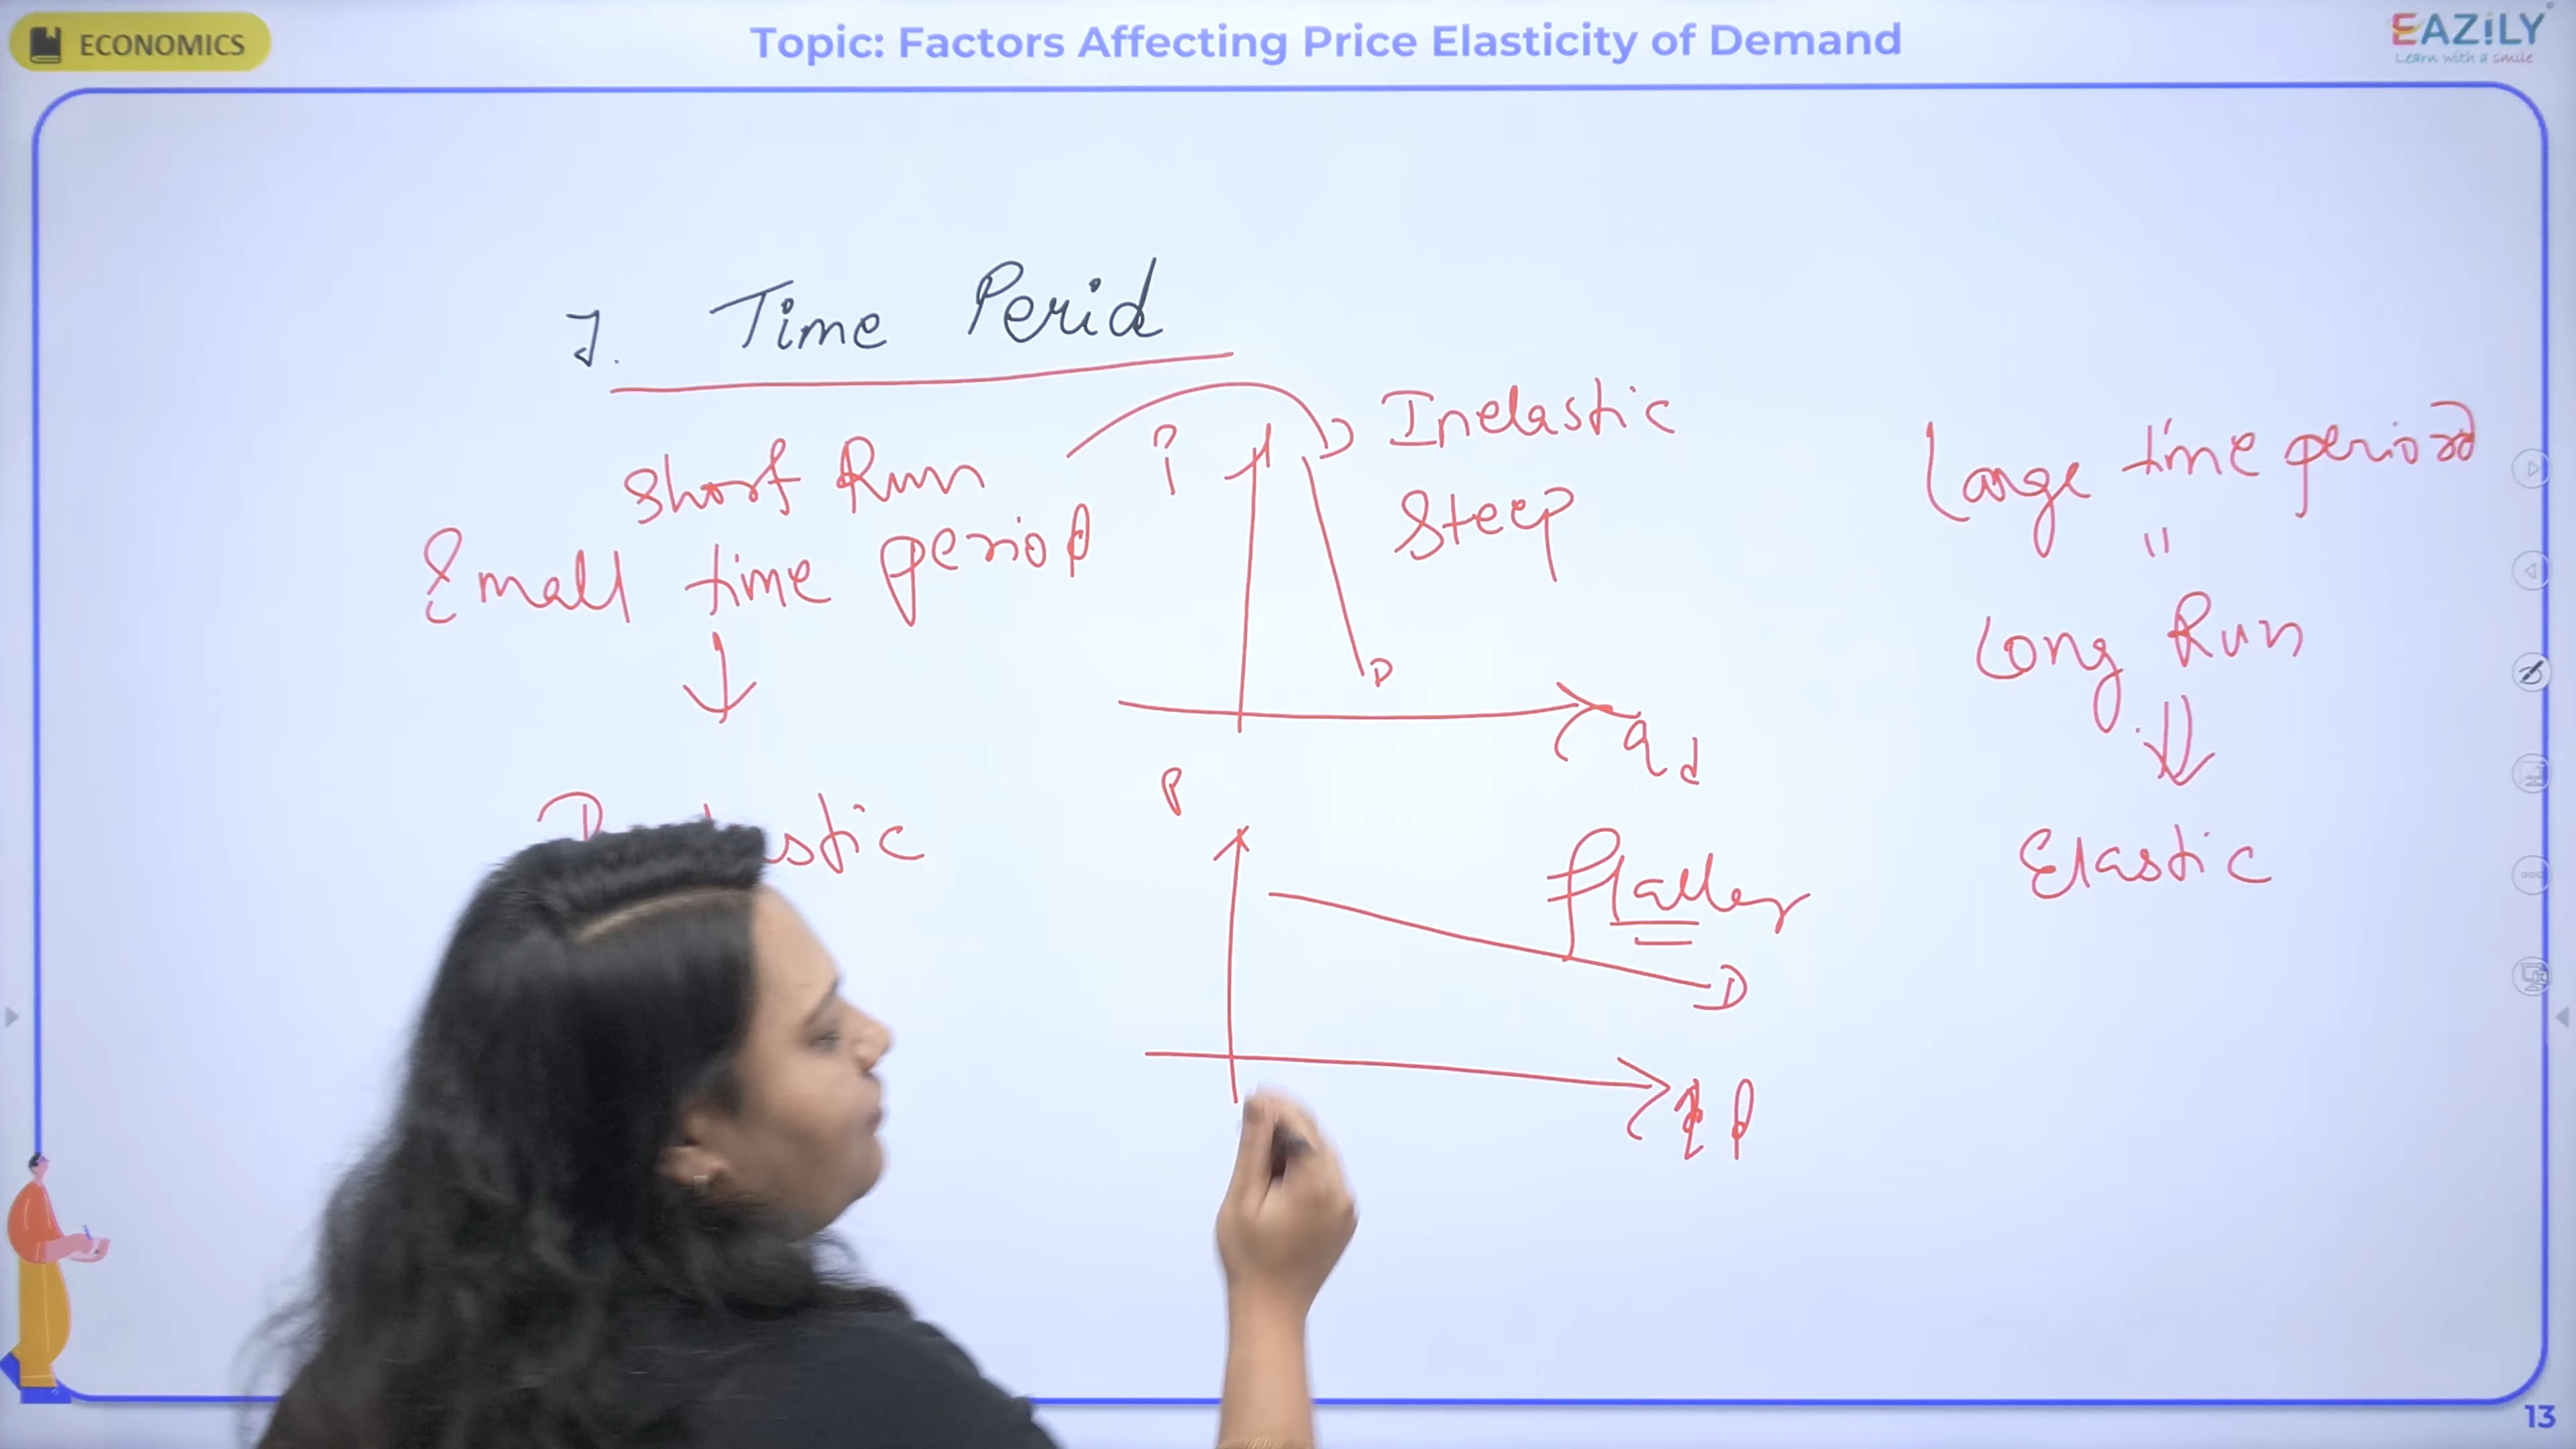 ECONOMICS
Topic: Factors Affecting Price Elasticity of Demand
EAZiLY
Learn with a smile
7. Time Perid
Short Run
Small time period
Inelastic
Steep
P
D
qd
P
Flatter
D
Large time period
"
Long Run
Elastic
13